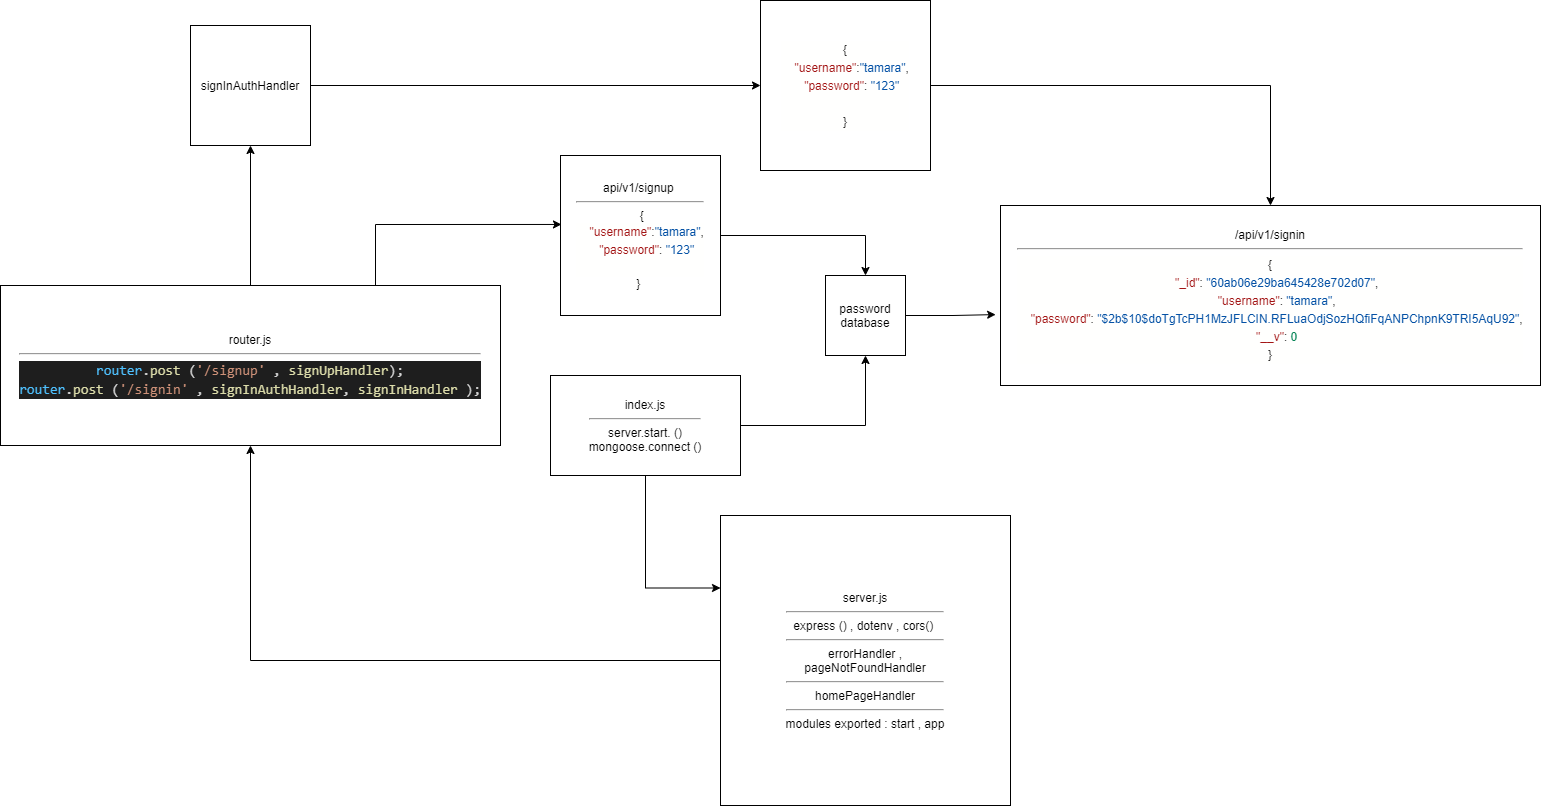 signInAuthHandler
{
"username":"tamara",
"password": "123"
}
api/v1/signup
{
"username":"tamara",
"password": "123"
}
/api/v1/signin
{
"_id": "60ab06e29ba645428e702d07",
"username": "tamara",
"password": "$2b$10$doTgTcPH1MzJFLCIN.RFLuaOdjSozHQfiFqANPChpnK9TRI5AqU92",
"__v": 0
}
password
database
router.js
router.post ('/signup' , signUpHandler);
router.post ('/signin' , signInAuthHandler, signInHandler );
index.js
server.start. ()
mongoose.connect ()
server.js
express () , dotenv , cors()
errorHandler ,
pageNotFoundHandler
homePageHandler
modules exported : start , app